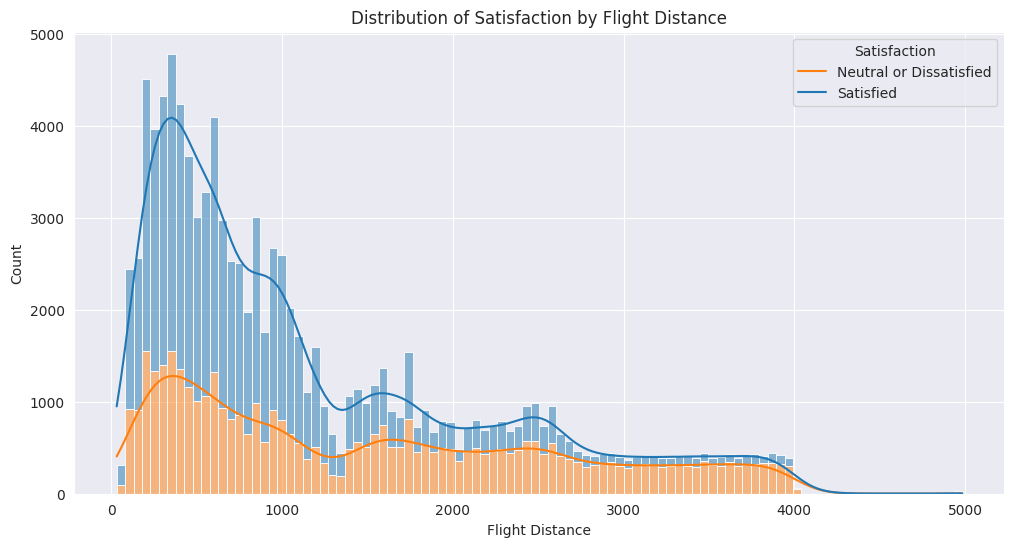 Distribution of Satisfaction by Flight Distance
Satisfaction
Neutral or Dissatisfied
Satisfied
Count
5000
4000
3000
2000
1000
0
0 1000 2000 3000 4000 5000
Flight Distance